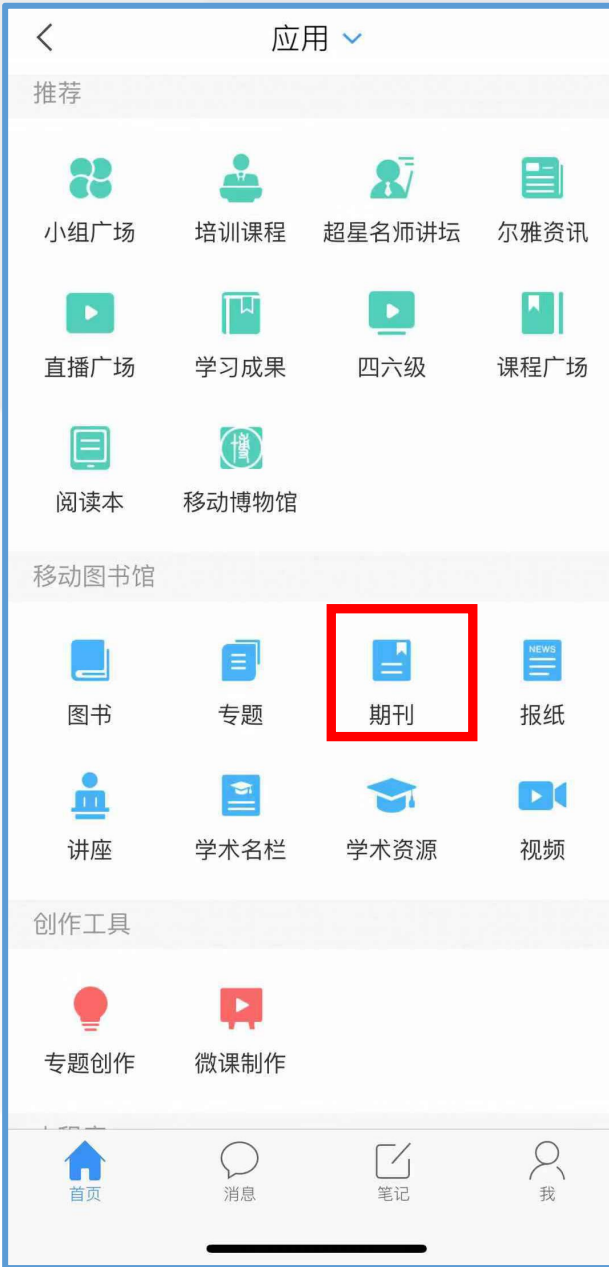 应用
推荐
小组广场 培训课程 超星名师讲坛 尔雅资讯
直播广场 学习成果 四六级 课程广场
博
阅读本 移动博物馆
移动图书馆
NEWS
图书 专题 期刊 报纸
讲座 学术名栏 学术资源 视频
创作工具
专题创作 微课制作
首页 消息 笔记 我